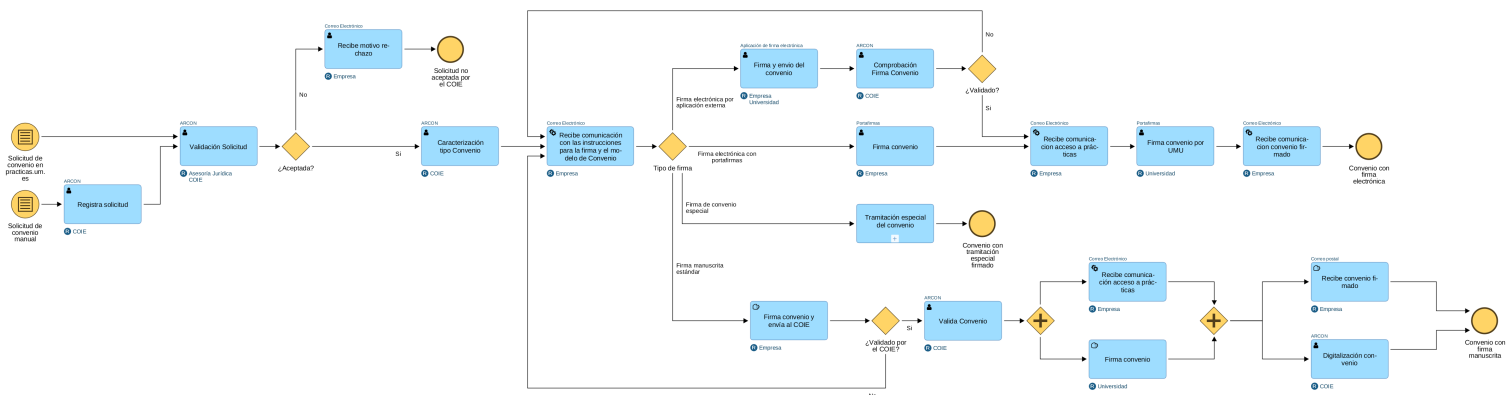 Correo Electrónico
Recibe motivo re-
chazo
R Empresa
Solicitud no
aceptada por
el COIE
No
Solicitud de
convenio en
practicas.um.
es
ARCON
Registra solicitud
R COIE
Solicitud de
convenio
manual
ARCON
Validación Solicitud
R Asesoría Jurídica
COIE
¿Aceptada?
Sí
ARCON
Caracterización
tipo Convenio
R COIE
Correo Electrónico
Recibe comunicación
con las instrucciones
para la firma y el mo-
delo de Convenio
R Empresa
Tipo de firma
Firma electrónica por
aplicación externa
Aplicación de firma electrónica
Firma y envio del
convenio
R Empresa
Universidad
ARCON
Comprobación
Firma Convenio
R COIE
No
¿Validado?
Si
Firma electrónica con
portafirmas
Portafirmas
Firma convenio
R Empresa
Correo Electrónico
Recibe comunica-
cion acceso a prác-
ticas
R Empresa
Portafirmas
Firma convenio por
UMU
R Universidad
Correo Electrónico
Recibe comunica-
cion convenio fir-
mado
R Empresa
Convenio con
firma
electrónica
Firma de convenio
especial
Tramitación especial
del convenio
Convenio con
tramitación
especial
firmado
Firma manuscrita
estándar
Firma convenio y
envía al COIE
R Empresa
¿Validado por
el COIE?
Si
ARCON
Valida Convenio
R COIE
Correo Electrónico
Recibe comunica-
ción acceso a prác-
ticas
R Empresa
Firma convenio
R Universidad
Correo postal
Recibe convenio fi-
mado
R Empresa
ARCON
Digitalización con-
venio
R COIE
Convenio con
firma
manuscrita